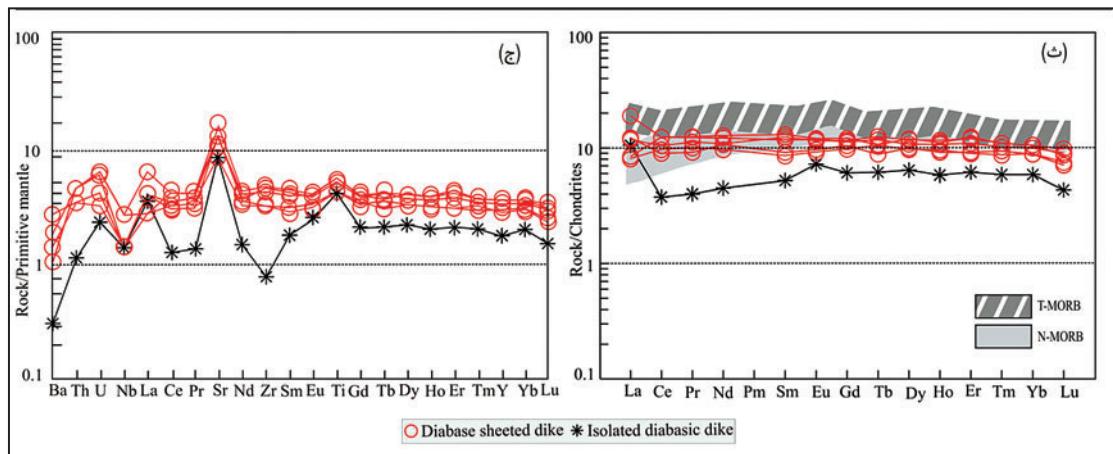 Rock/Primitive mantle
100
10
1
0.1
(ج)
Ba Th U Nb La Ce Pr Sr Nd Zr Sm Eu Ti Gd Tb Dy Ho Er Tm Y Yb Lu
Rock/Chondrites
100
10
1
0.1
(ث)
T-MORB
N-MORB
La Ce Pr Nd Pm Sm Eu Gd Tb Dy Ho Er Tm Yb Lu
Diabase sheeted dike Isolated diabasic dike